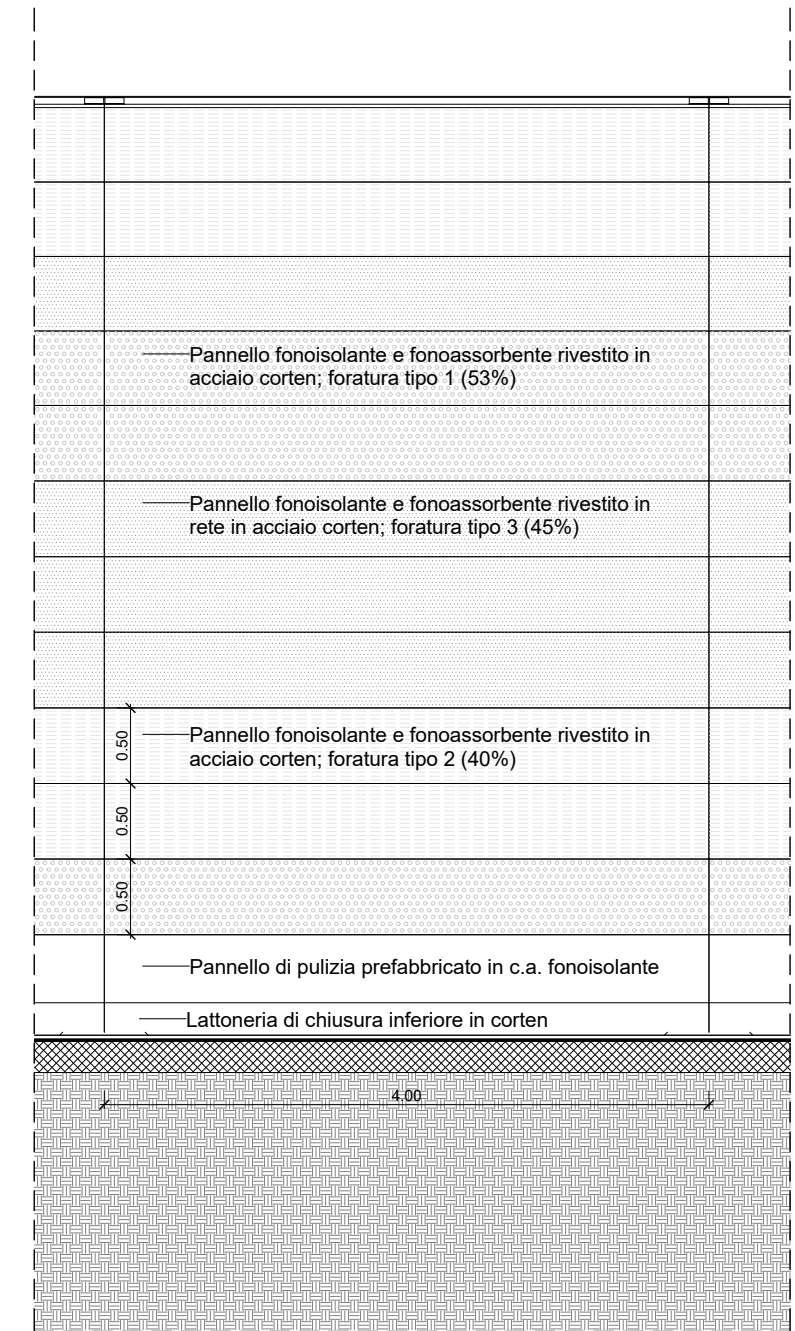 Pannello fonoisolante e fonoassorbente rivestito in
acciaio corten; foratura tipo 1 (53%)
Pannello fonoisolante e fonoassorbente rivestito in
rete in acciaio corten; foratura tipo 3 (45%)
0.50
Pannello fonoisolante e fonoassorbente rivestito in
acciaio corten; foratura tipo 2 (40%)
0.50
0.50
Pannello di pulizia prefabbricato in c.a. fonoisolante
Lattoneria di chiusura inferiore in corten
4.00